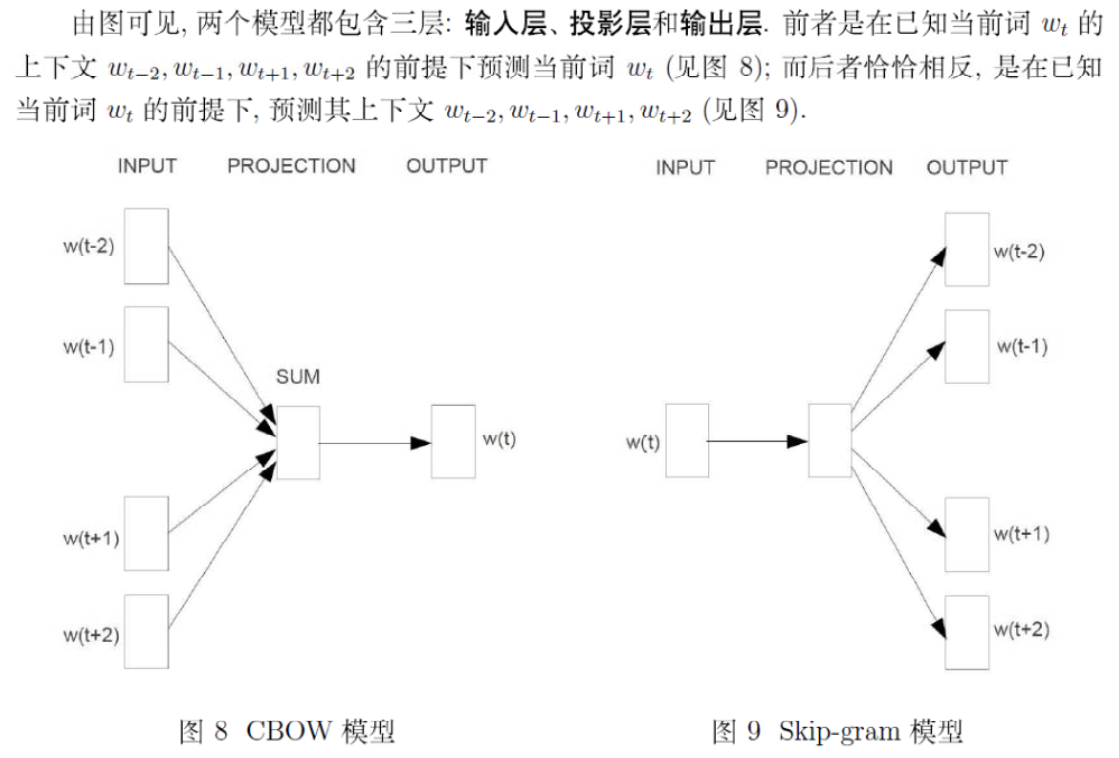 由图可见, 两个模型都包含三层: 输入层、投影层和输出层. 前者是在已知当前词 w_t 的
上下文 w_{t−2}, w_{t−1}, w_{t+1}, w_{t+2} 的前提下预测当前词 w_t (见图 8); 而后者恰恰相反, 是在已知
当前词 w_t 的前提下, 预测其上下文 w_{t−2}, w_{t−1}, w_{t+1}, w_{t+2} (见图 9).
INPUT PROJECTION OUTPUT
w(t-2)
w(t-1)
SUM
w(t)
w(t+1)
w(t+2)
图 8 CBOW 模型
INPUT PROJECTION OUTPUT
w(t-2)
w(t-1)
w(t)
w(t+1)
w(t+2)
图 9 Skip-gram 模型